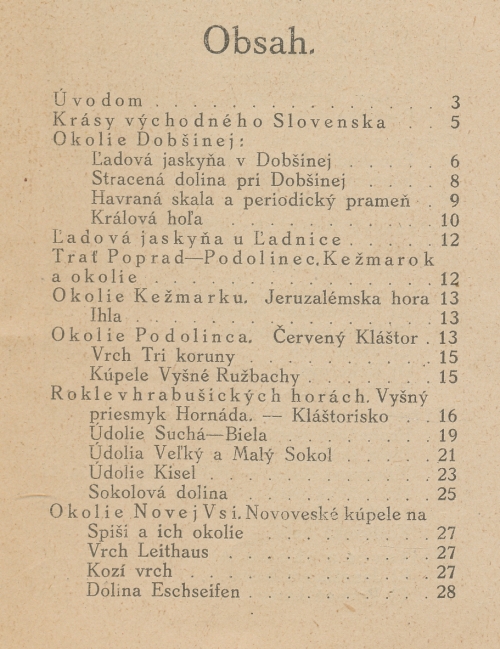 Obsah.
Úvodom . . . . . . . . . . . 3
Krásy východného Slovenska . . 5
Okolie Dobšinej:
Ľadová jaskyňa v Dobšinej . . . . . 6
Stracená dolina pri Dobšinej . . . . 8
Havraná skala a periodický prameň . 9
Králová hoľa . . . . . . . . . 10
Ľadová jaskyňa u Ľadnice . . . . 12
Trať Poprad—Podolinec. Kežmarok
a okolie . . . . . . . . . . . 12
Okolie Kežmarku. Jeruzalémska hora 13
Ihla . . . . . . . . . . . . 13
Okolie Podolinca. Červený Kláštor . 13
Vrch Tri koruny . . . . . . . . 15
Kúpele Vyšné Ružbachy . . . . . 15
Rokle v hrabušických horách. Vyšný
priesmyk Hornáda. — Kláštorisko . . 16
Údolie Suchá—Biela . . . . . . 19
Údolia Veľký a Malý Sokol . . . . 21
Údolie Kisel . . . . . . . . . 23
Sokolová dolina . . . . . . . . 25
Okolie Novej Vsi. Novoveské kúpele na
Spiši a ich okolie . . . . . . . 27
Vrch Leithaus . . . . . . . . 27
Kozí vrch . . . . . . . . . . 27
Dolina Eschseifen . . . . . . . 28